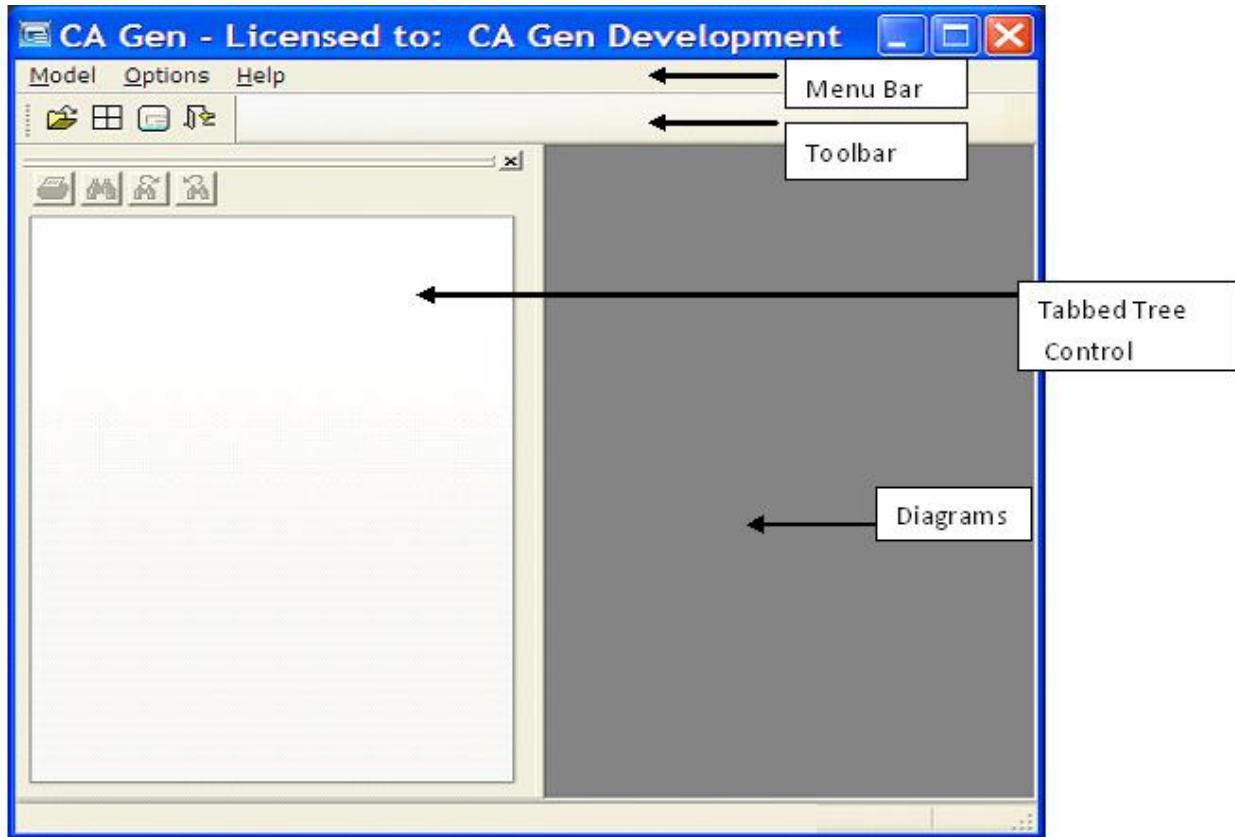 CA Gen - Licensed to: CA Gen Development
Model Options Help
Menu Bar
Toolbar
Tabbed Tree
Control
Diagrams